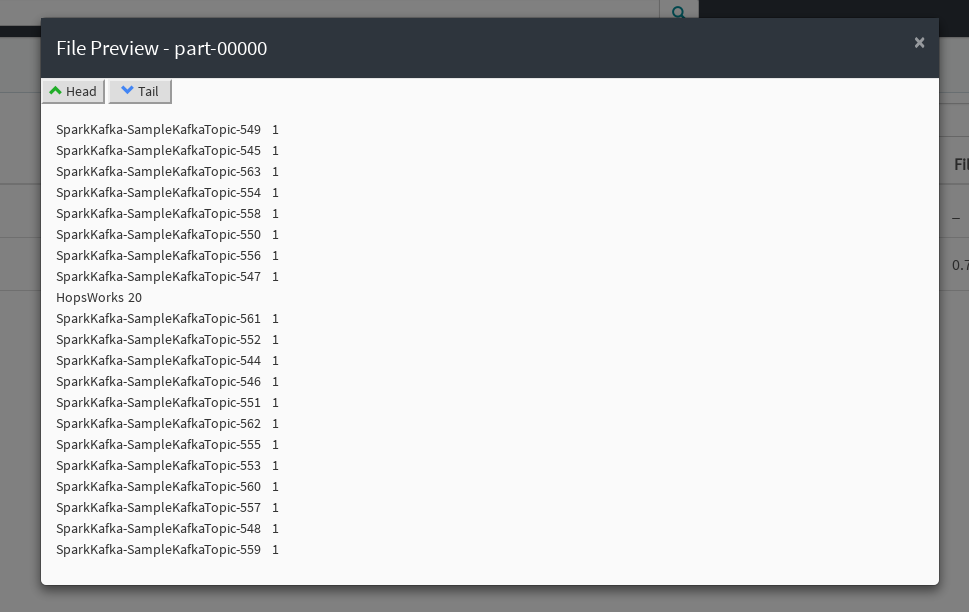 File Preview - part-00000
×
Head Tail
SparkKafka-SampleKafkaTopic-549 1
SparkKafka-SampleKafkaTopic-545 1
SparkKafka-SampleKafkaTopic-563 1
SparkKafka-SampleKafkaTopic-554 1
SparkKafka-SampleKafkaTopic-558 1
SparkKafka-SampleKafkaTopic-550 1
SparkKafka-SampleKafkaTopic-556 1
SparkKafka-SampleKafkaTopic-547 1
HopsWorks 20
SparkKafka-SampleKafkaTopic-561 1
SparkKafka-SampleKafkaTopic-552 1
SparkKafka-SampleKafkaTopic-544 1
SparkKafka-SampleKafkaTopic-546 1
SparkKafka-SampleKafkaTopic-551 1
SparkKafka-SampleKafkaTopic-562 1
SparkKafka-SampleKafkaTopic-555 1
SparkKafka-SampleKafkaTopic-553 1
SparkKafka-SampleKafkaTopic-560 1
SparkKafka-SampleKafkaTopic-557 1
SparkKafka-SampleKafkaTopic-548 1
SparkKafka-SampleKafkaTopic-559 1